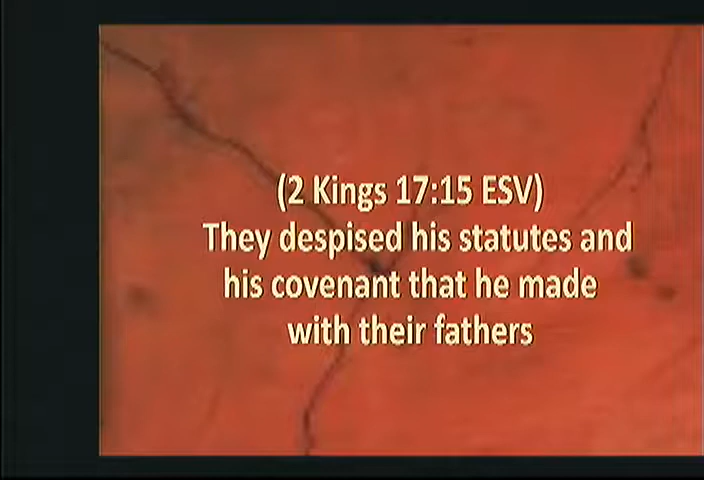 (2 Kings 17:15 ESV)
They despised his statutes and
his covenant that he made
with their fathers